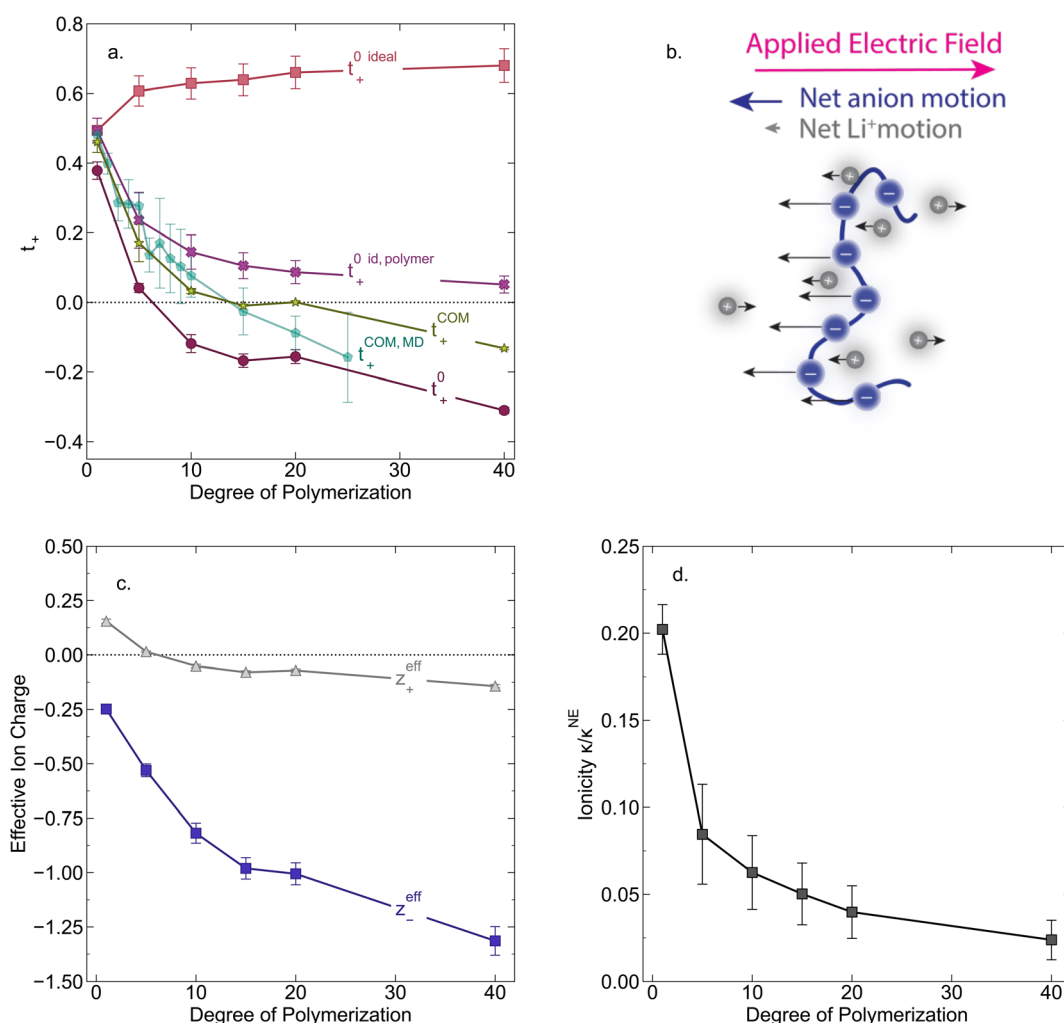 a.
0.8
0.6
0.4
0.2
0.0
−0.2
−0.4
t₊
t₊⁰ ideal
t₊⁰ id, polymer
t₊COM
t₊COM, MD
t₊⁰
0 10 20 30 40
Degree of Polymerization
b.
Applied Electric Field
Net anion motion
Net Li⁺motion
+
−
−
+
+
−
+
−
+
−
+
−
+
−
−
c.
0.50
0.25
0.00
−0.25
−0.50
−0.75
−1.00
−1.25
−1.50
Effective Ion Charge
z₊eff
z₋eff
0 10 20 30 40
Degree of Polymerization
d.
0.25
0.20
0.15
0.10
0.05
0.00
Ionicity κ/κNE
0 10 20 30 40
Degree of Polymerization